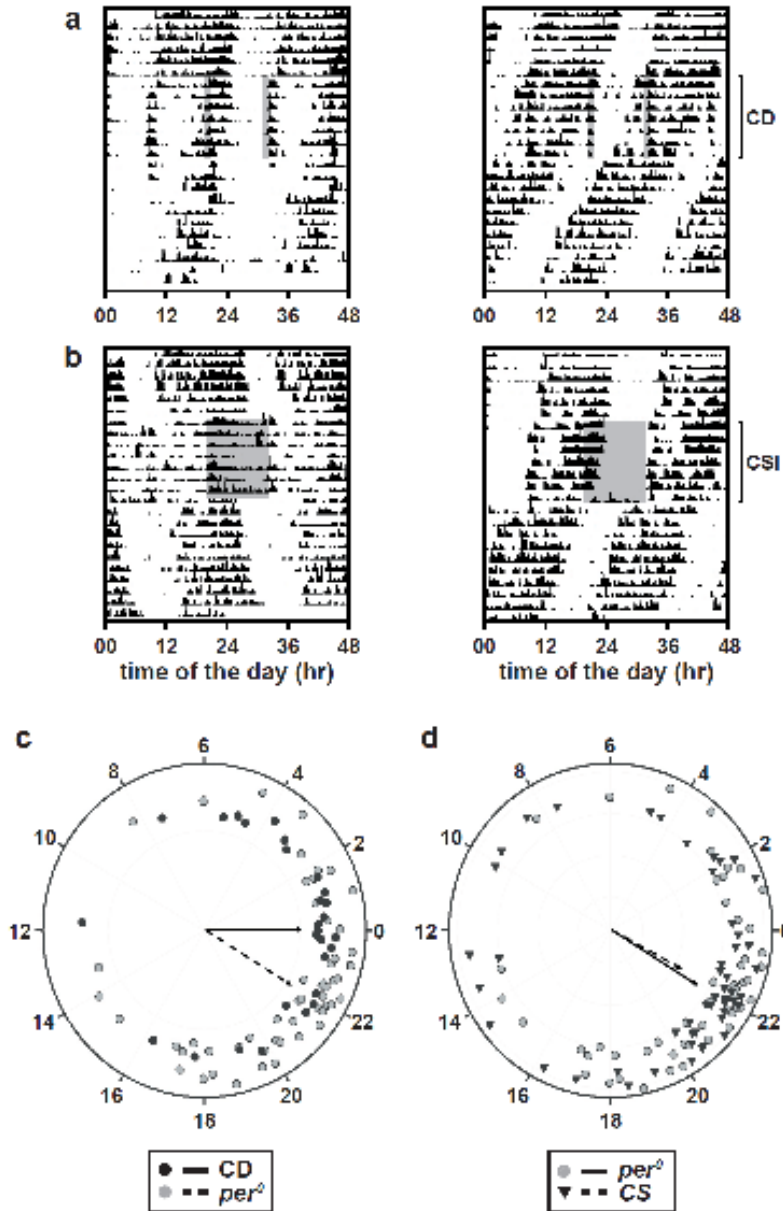 a
CD
00 12 24 36 48 00 12 24 36 48
b
CSI
00 12 24 36 48 00 12 24 36 48
time of the day (hr) time of the day (hr)
c d
6 6
8 4 8 4
10 2 10 2
12 0 12 0
14 22 14 22
16 20 16 20
18 18
CD per⁰
per⁰ CS